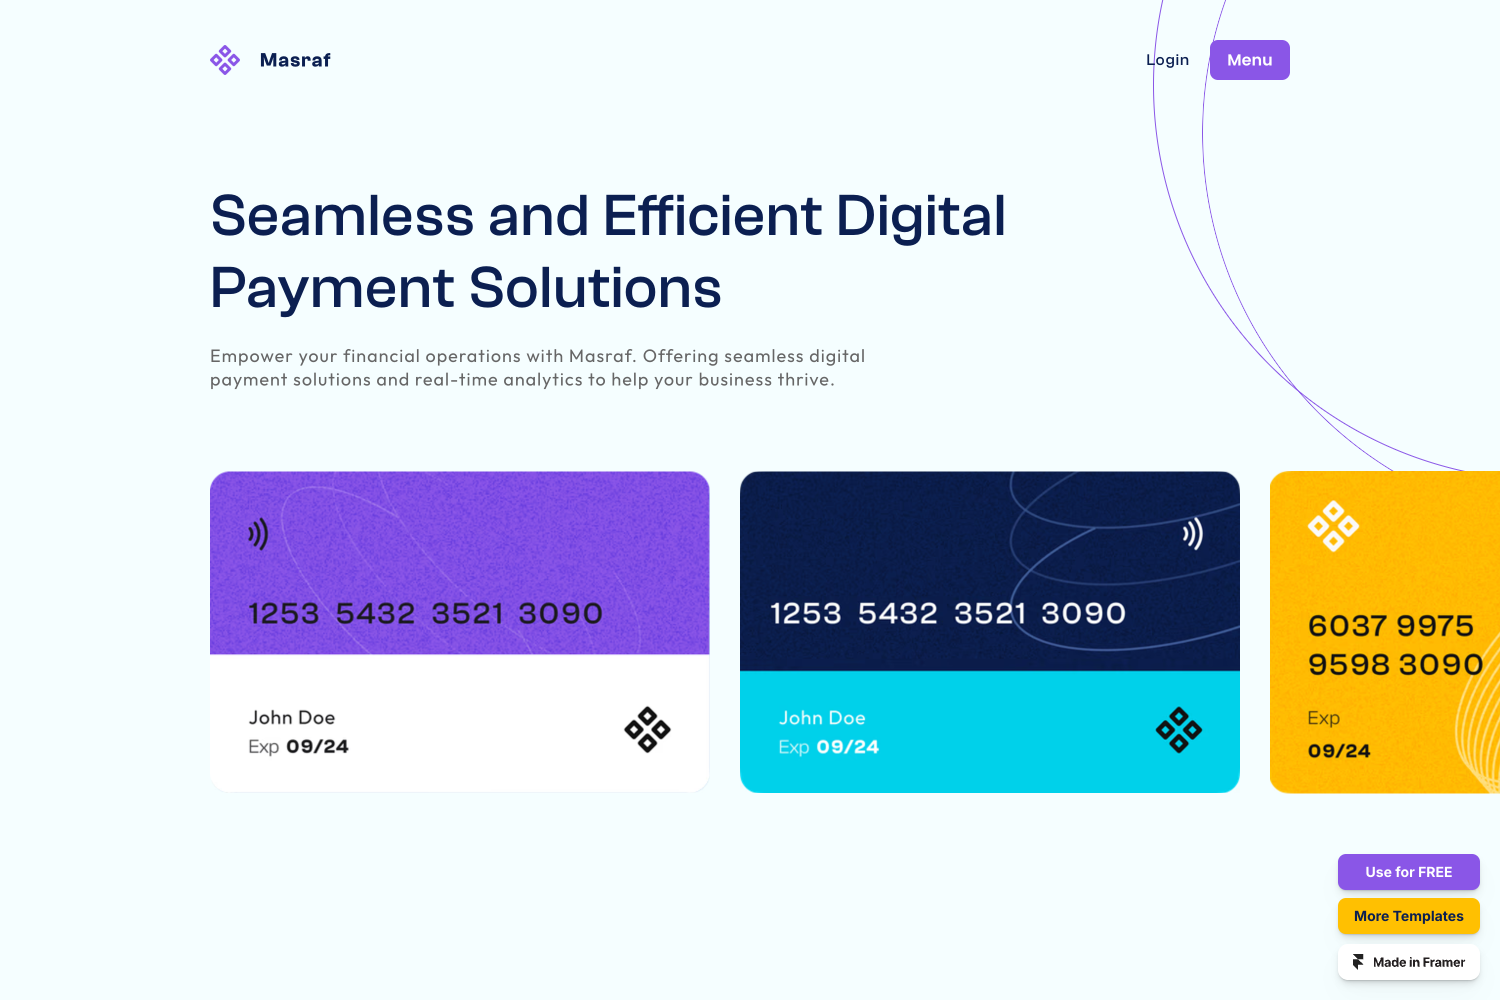 Masraf
Login
Menu
Seamless and Efficient Digital
Payment Solutions
Empower your financial operations with Masraf. Offering seamless digital
payment solutions and real-time analytics to help your business thrive.
1253 5432 3521 3090
John Doe
Exp 09/24
1253 5432 3521 3090
John Doe
Exp 09/24
6037 9975
9598 3090
Exp
09/24
Use for FREE
More Templates
Made in Framer